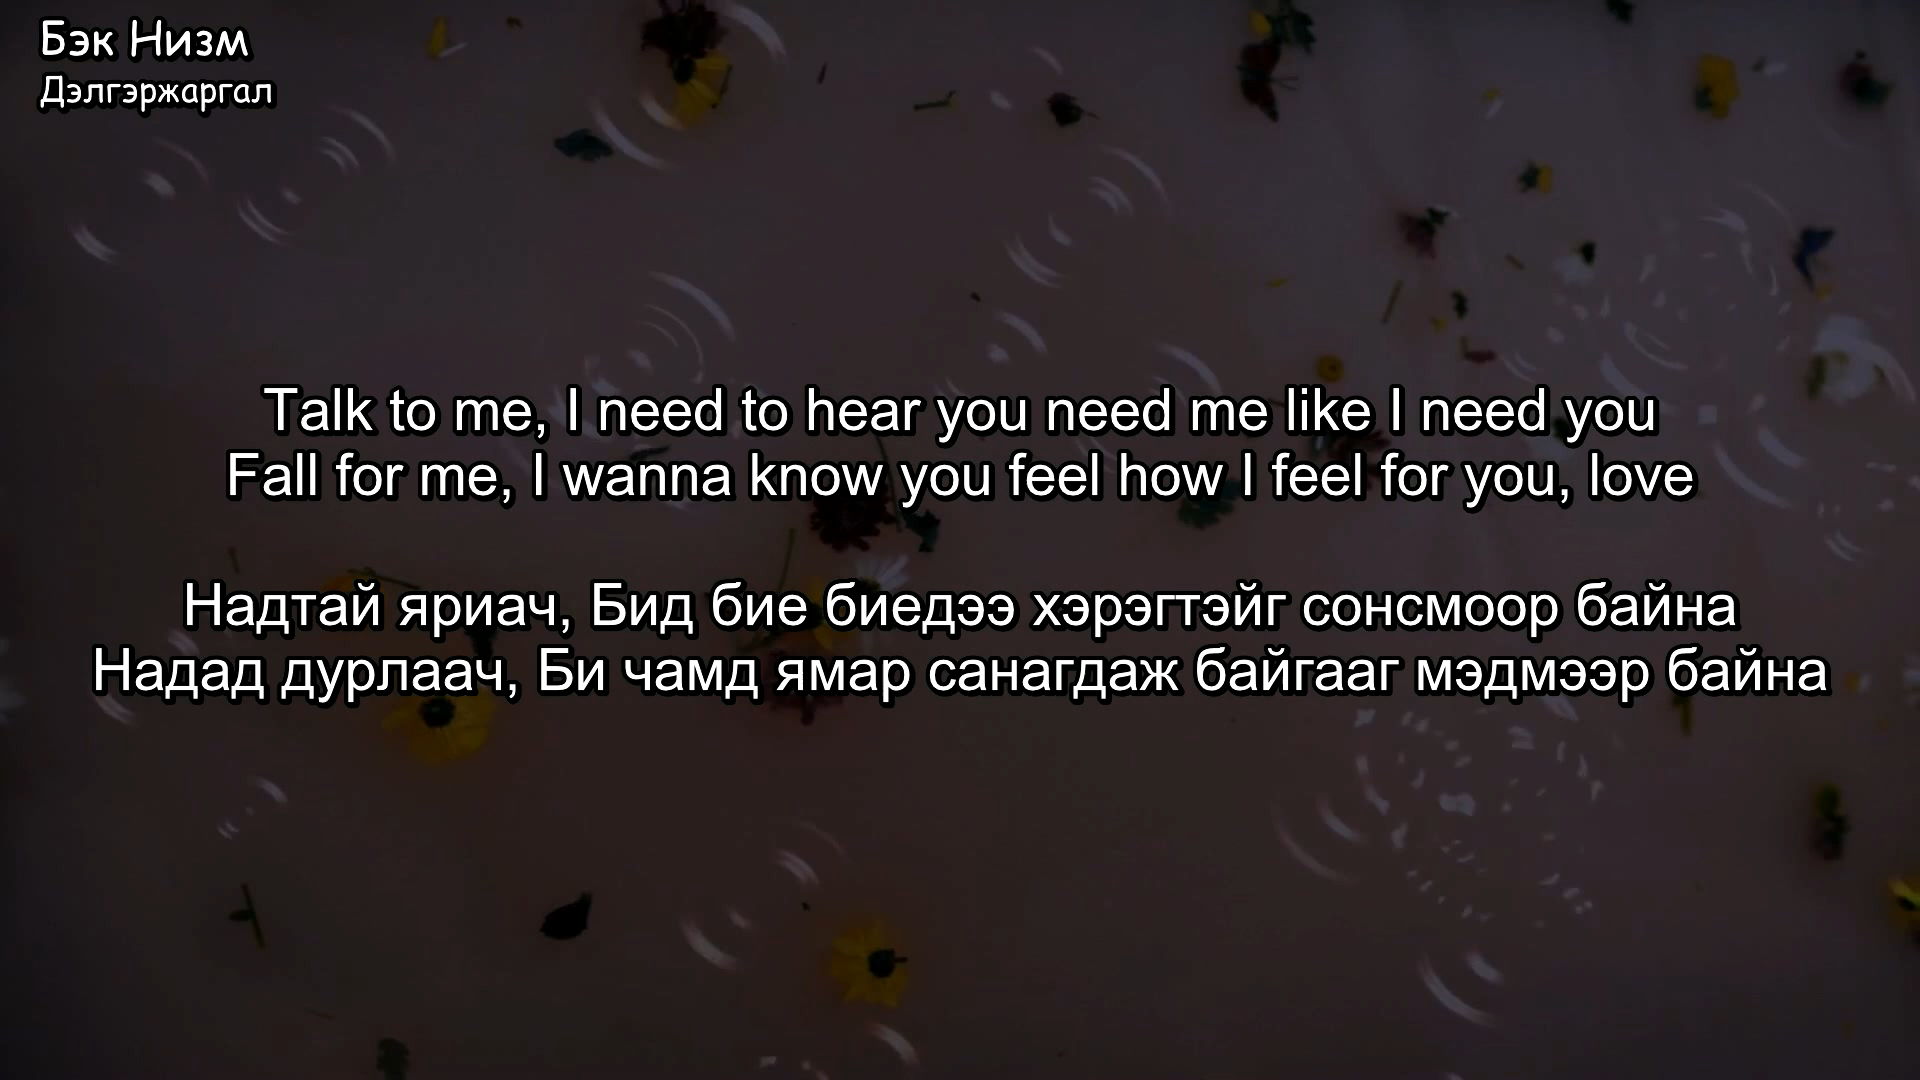 Бэк Низм
Дэлгэржаргал
Talk to me, I need to hear you need me like I need you
Fall for me, I wanna know you feel how I feel for you, love
Надтай яриач, Бид бие биедээ хэрэгтэйг сонсмоор байна
Надад дурлаач, Би чамд ямар санагдаж байгааг мэдмээр байна